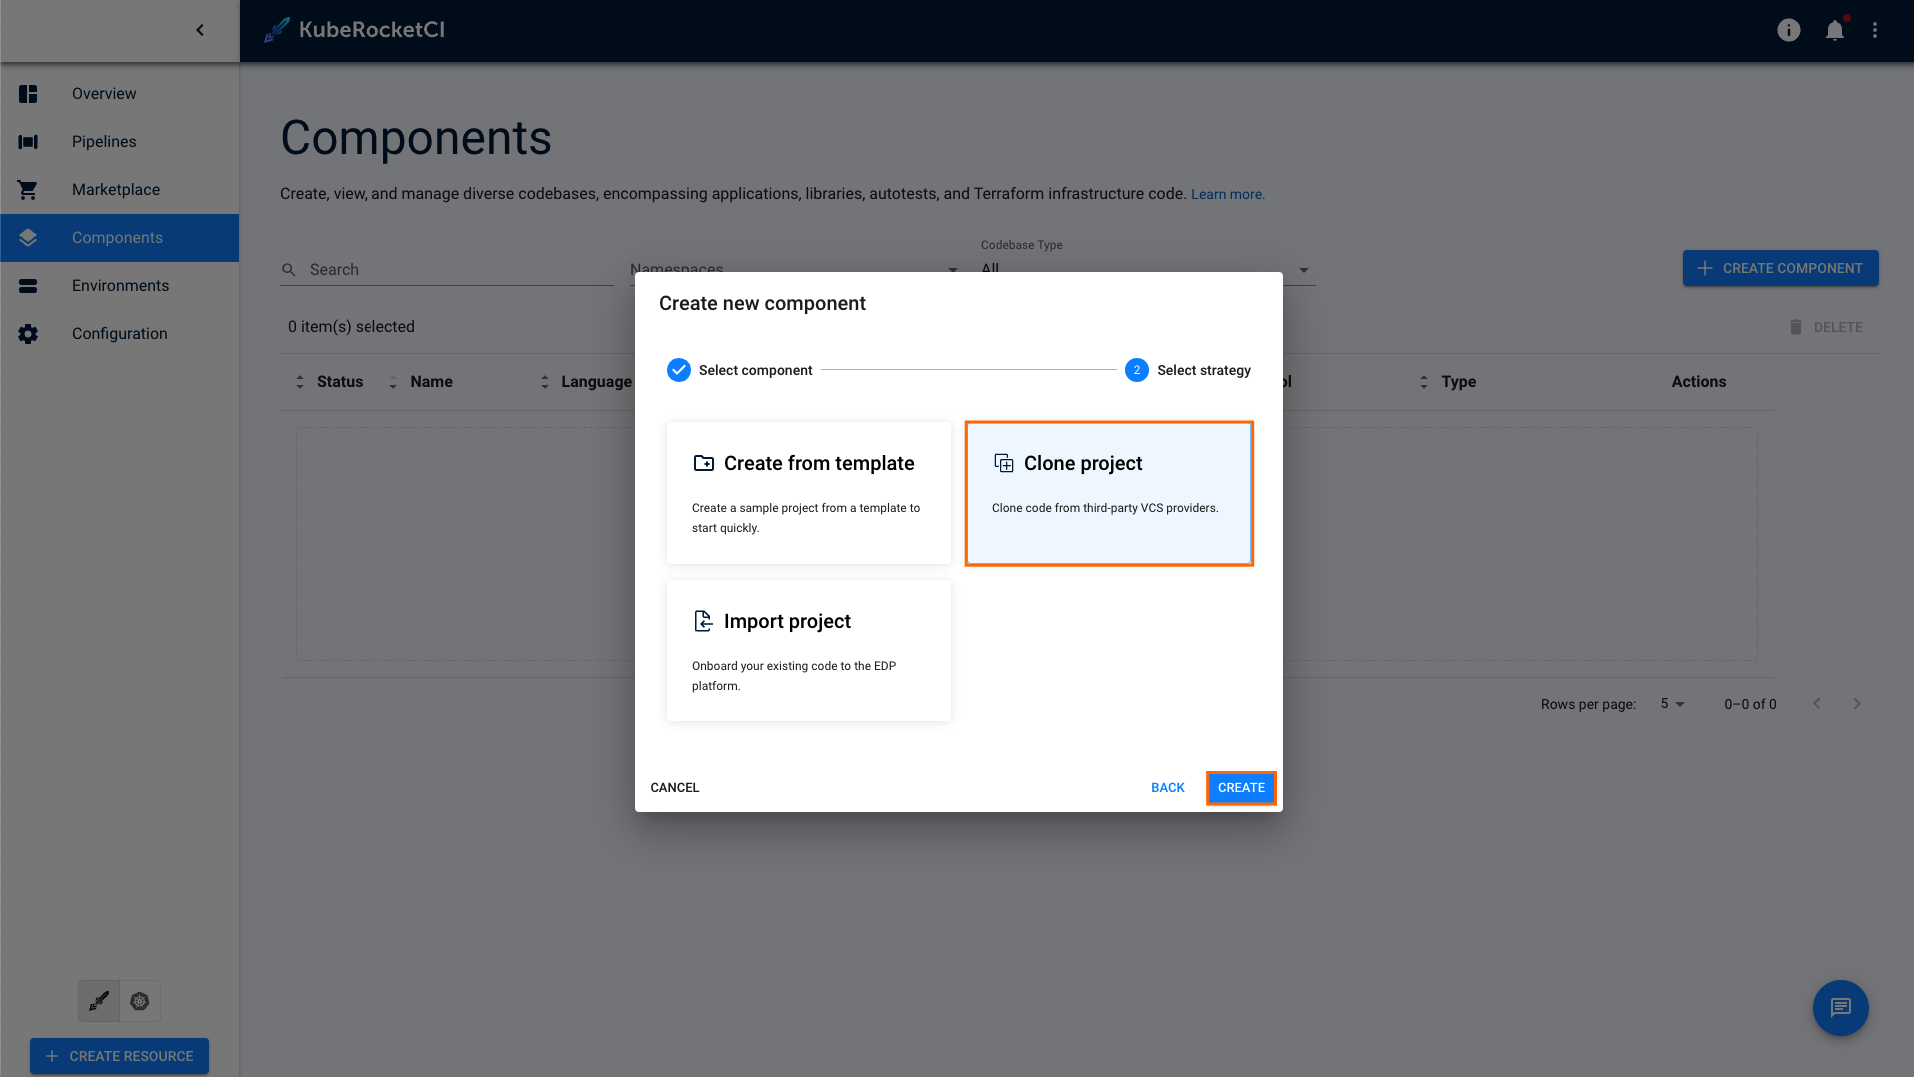 KubeRocketCI
Overview
Pipelines
Marketplace
Components
Environments
Configuration
CREATE RESOURCE
Components
Create, view, and manage diverse codebases, encompassing applications, libraries, autotests, and Terraform infrastructure code. Learn more.
Search
Namespaces
Codebase Type
All
CREATE COMPONENT
0 item(s) selected
DELETE
Status
Name
Language
Type
Actions
Create new component
Select component
2
Select strategy
Create from template
Create a sample project from a template to
start quickly.
Clone project
Clone code from third-party VCS providers.
Import project
Onboard your existing code to the EDP
platform.
CANCEL
BACK
CREATE
Rows per page:
5
0–0 of 0